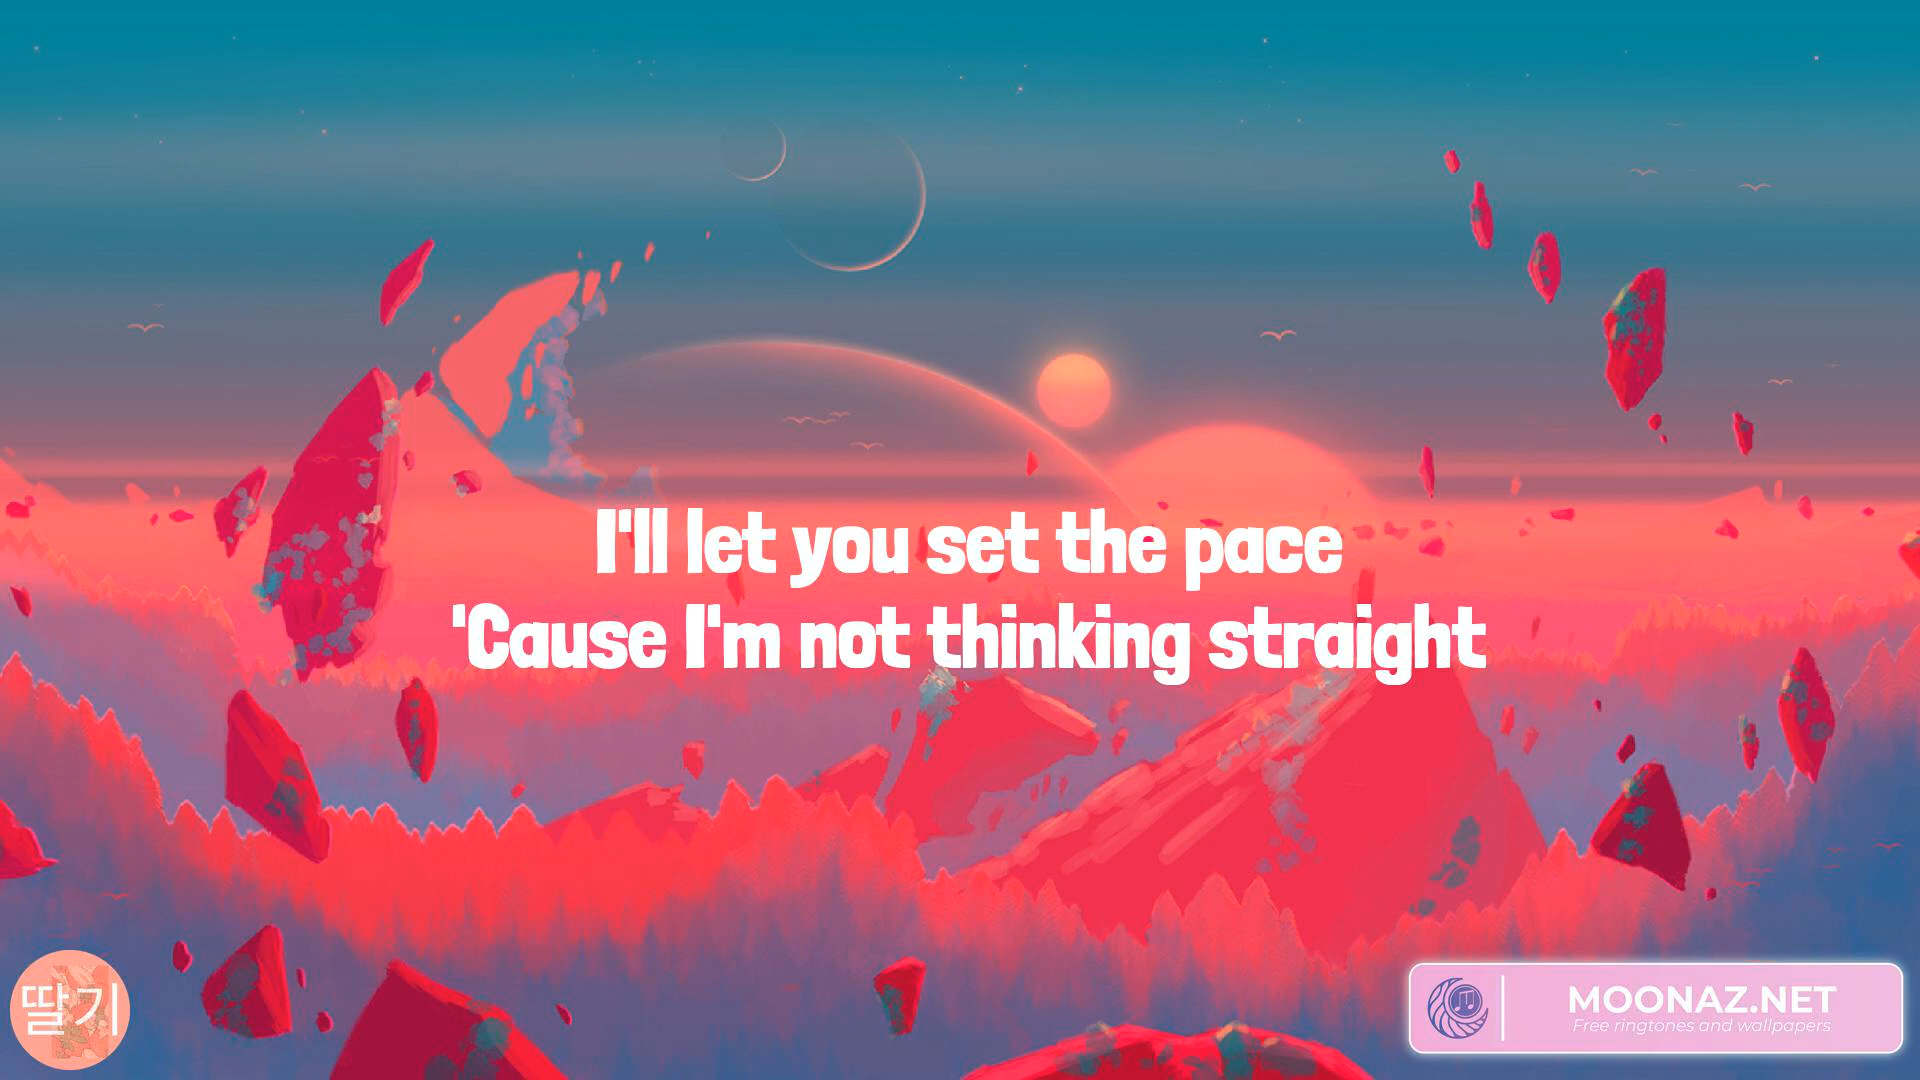 I'll let you set the pace
'Cause I'm not thinking straight
딸기
MOONAZ.NET
Free ringtones and wallpapers